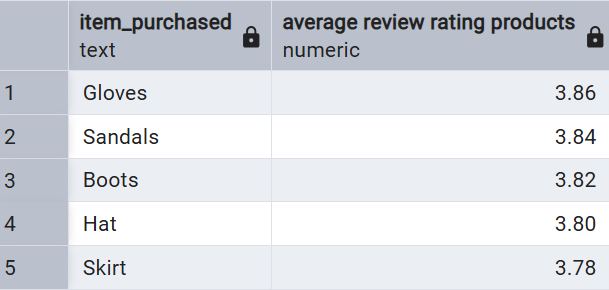 item_purchased average review rating products
text numeric
1 Gloves 3.86
2 Sandals 3.84
3 Boots 3.82
4 Hat 3.80
5 Skirt 3.78